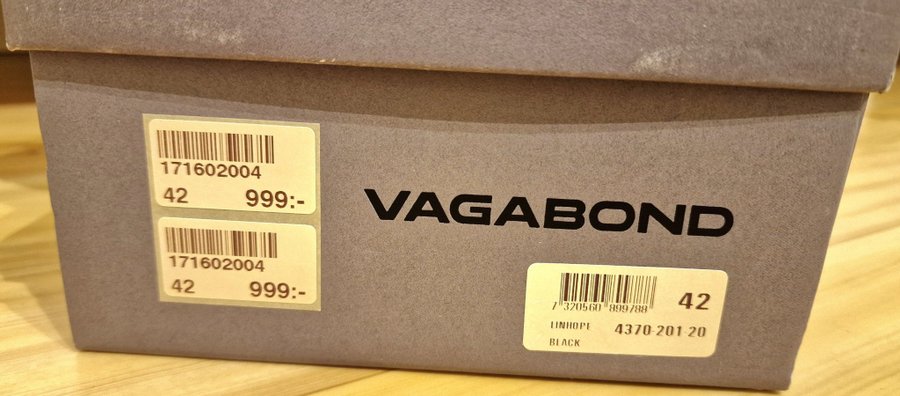 171602004
42 999:-
171602004
42 999:-
VAGABOND
7 320560 899788
42
LINHOPE 4370-201-20
BLACK